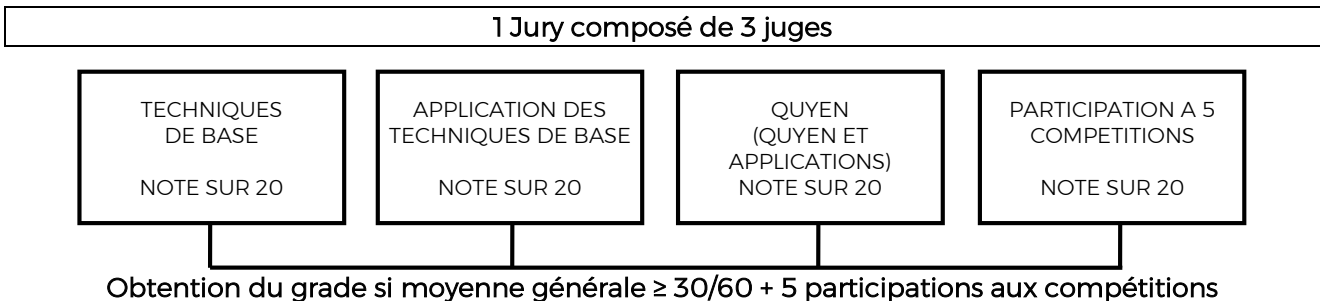 1 Jury composé de 3 juges
TECHNIQUES
DE BASE
NOTE SUR 20
APPLICATION DES
TECHNIQUES DE BASE
NOTE SUR 20
QUYEN
(QUYEN ET
APPLICATIONS)
NOTE SUR 20
PARTICIPATION A 5
COMPETITIONS
NOTE SUR 20
Obtention du grade si moyenne générale ≥ 30/60 + 5 participations aux compétitions